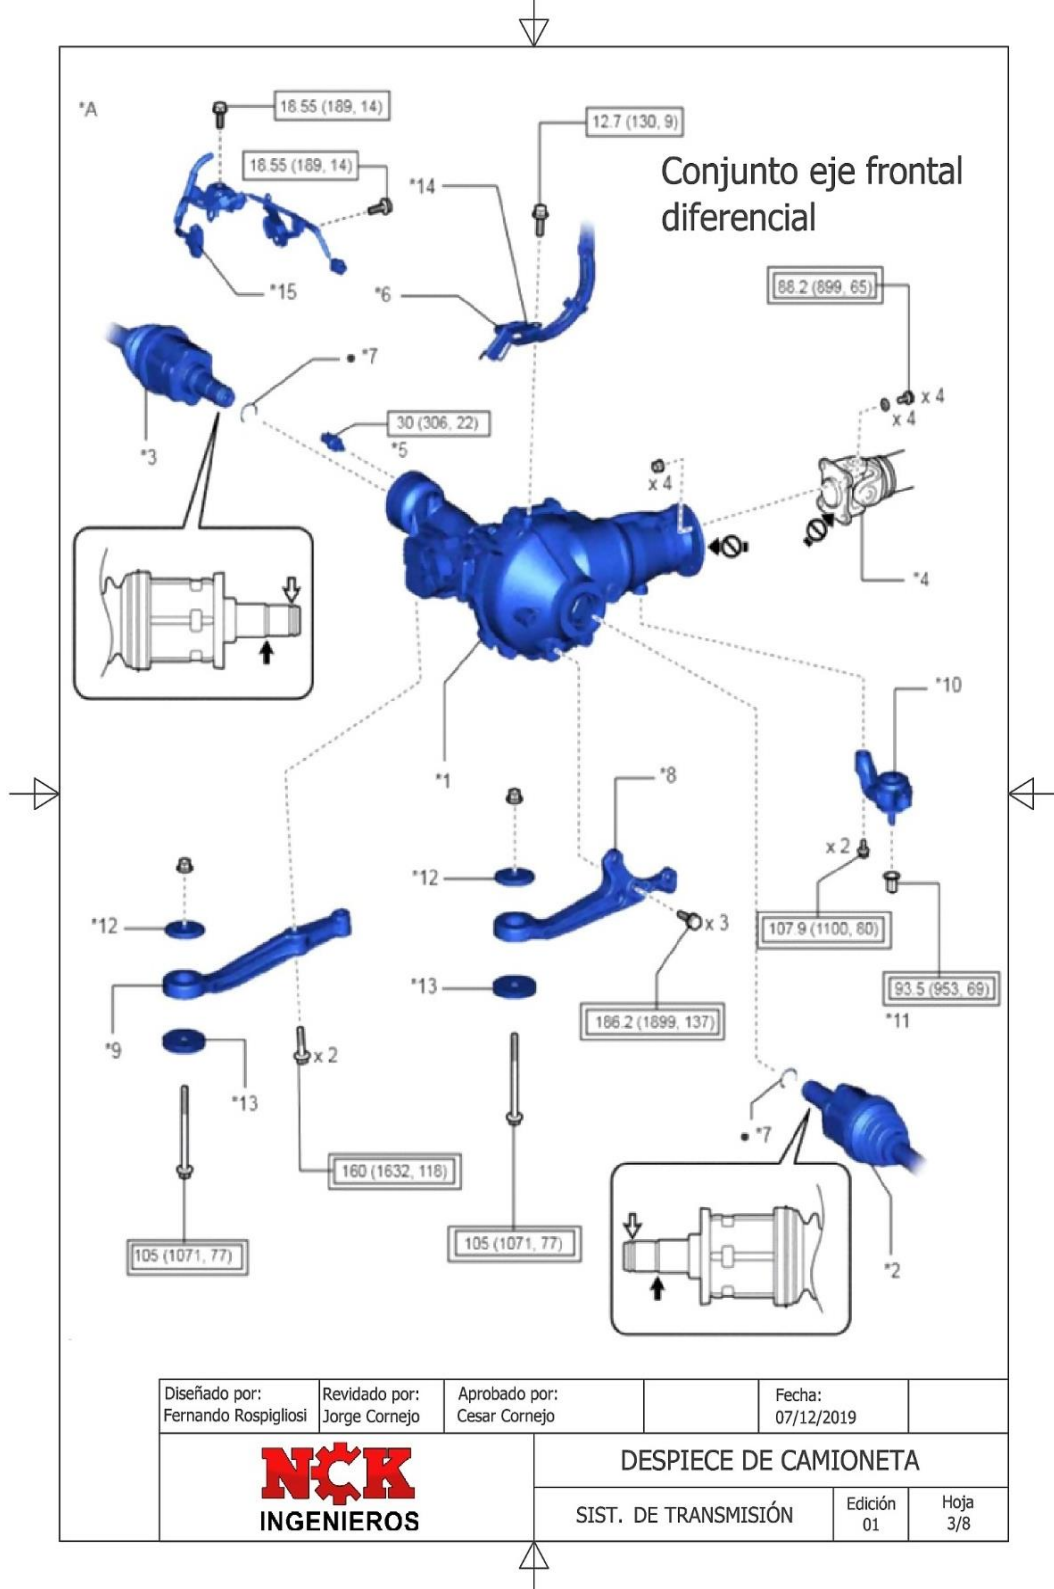 *A
18.55 (189, 14)
12.7 (130, 9)
18.55 (189, 14)
*14
Conjunto eje frontal
diferencial
*15
*6
88.2 (899, 65)
● *7
x 4
x 4
30 (306, 22)
*5
*3
x 4
*4
*10
*1
*8
x 2
*12
*12
x 3
107.9 (1100, 80)
*13
93.5 (953, 69)
*11
186.2 (1899, 137)
*9
x 2
*13
● *7
160 (1632, 118)
105 (1071, 77)
105 (1071, 77)
*2
Diseñado por:
Fernando Rospigliosi
Revidado por:
Jorge Cornejo
Aprobado por:
Cesar Cornejo
Fecha:
07/12/2019
NCK
INGENIEROS
DESPIECE DE CAMIONETA
SIST. DE TRANSMISIÓN
Edición
01
Hoja
3/8